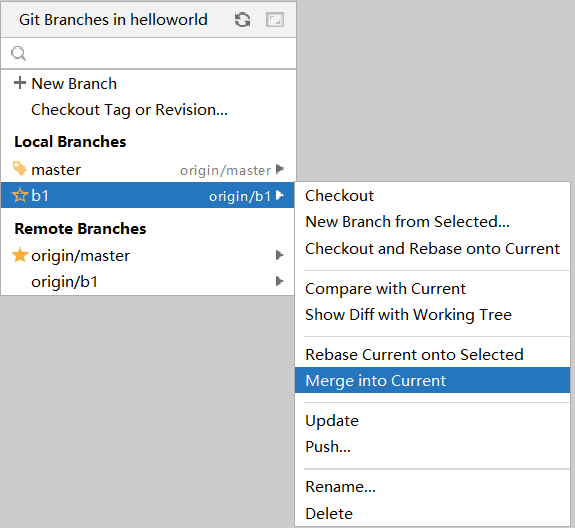 Git Branches in helloworld
New Branch
Checkout Tag or Revision...
Local Branches
master origin/master
b1 origin/b1
Remote Branches
origin/master
origin/b1
Checkout
New Branch from Selected...
Checkout and Rebase onto Current
Compare with Current
Show Diff with Working Tree
Rebase Current onto Selected
Merge into Current
Update
Push...
Rename...
Delete